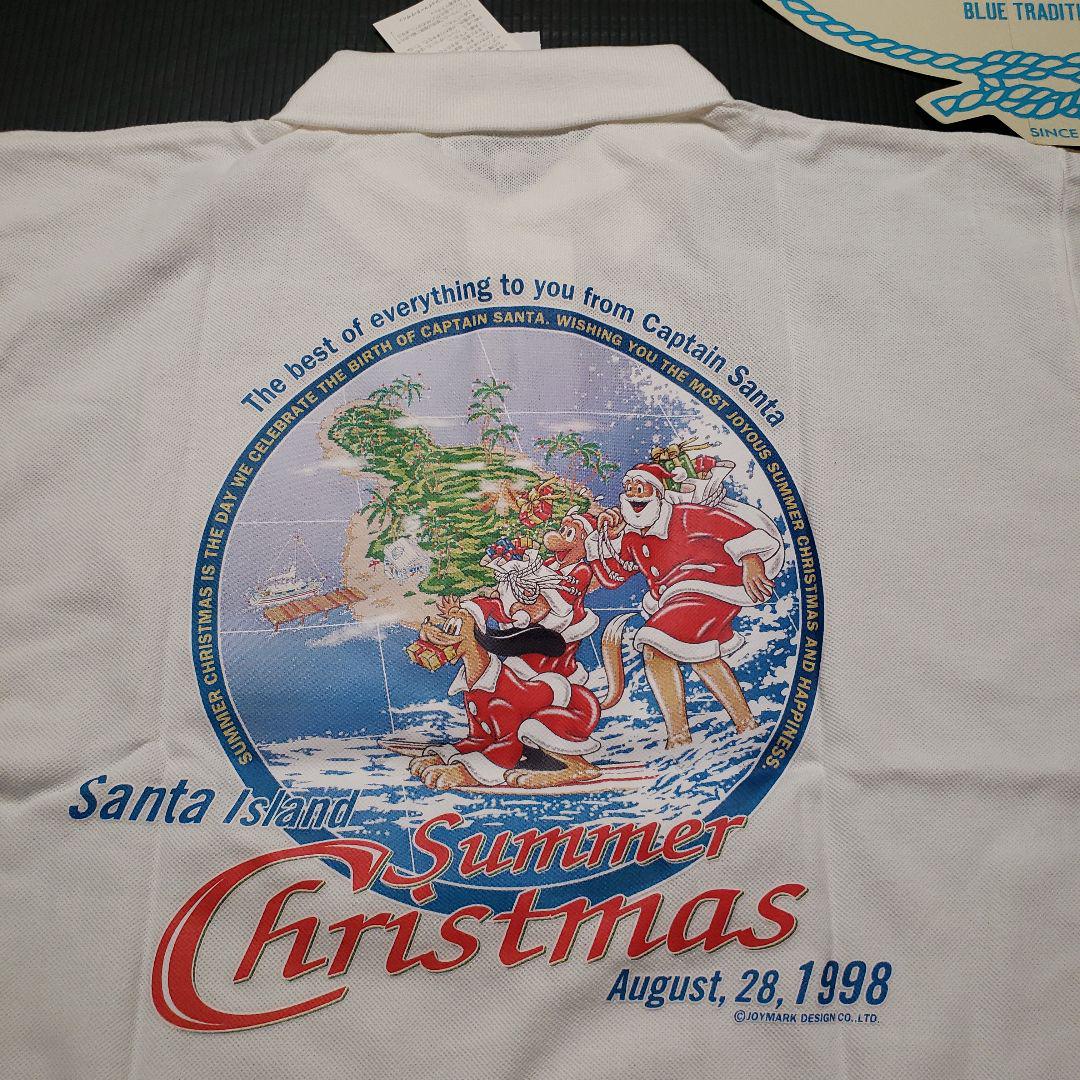 BLUE TRADITI
SINCE
The best of everything to you from Captain Santa
SUMMER CHRISTMAS IS THE DAY WE CELEBRATE THE BIRTH OF CAPTAIN SANTA. WISHING YOU THE MOST JOYOUS SUMMER CHRISTMAS AND HAPPINESS.
Santa Island
Summer
Christmas
August, 28, 1998
©JOYMARK DESIGN CO.,LTD.